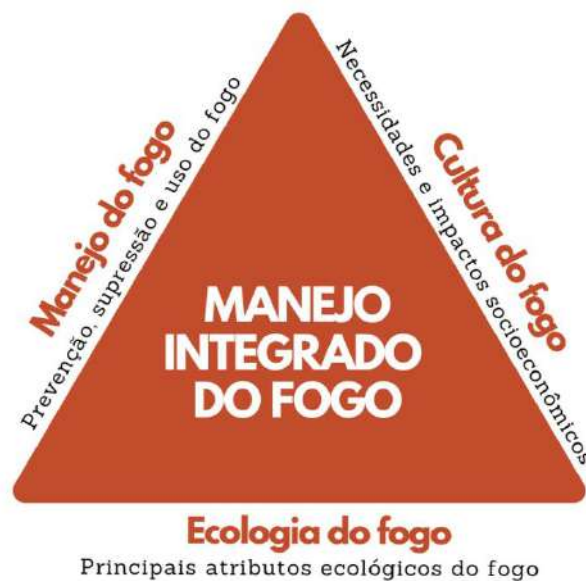 Manejo do fogo
Prevenção, supressão e uso do fogo
Cultura do fogo
Necessidades e impactos socioeconômicos
MANEJO
INTEGRADO
DO FOGO
Ecologia do fogo
Principais atributos ecológicos do fogo